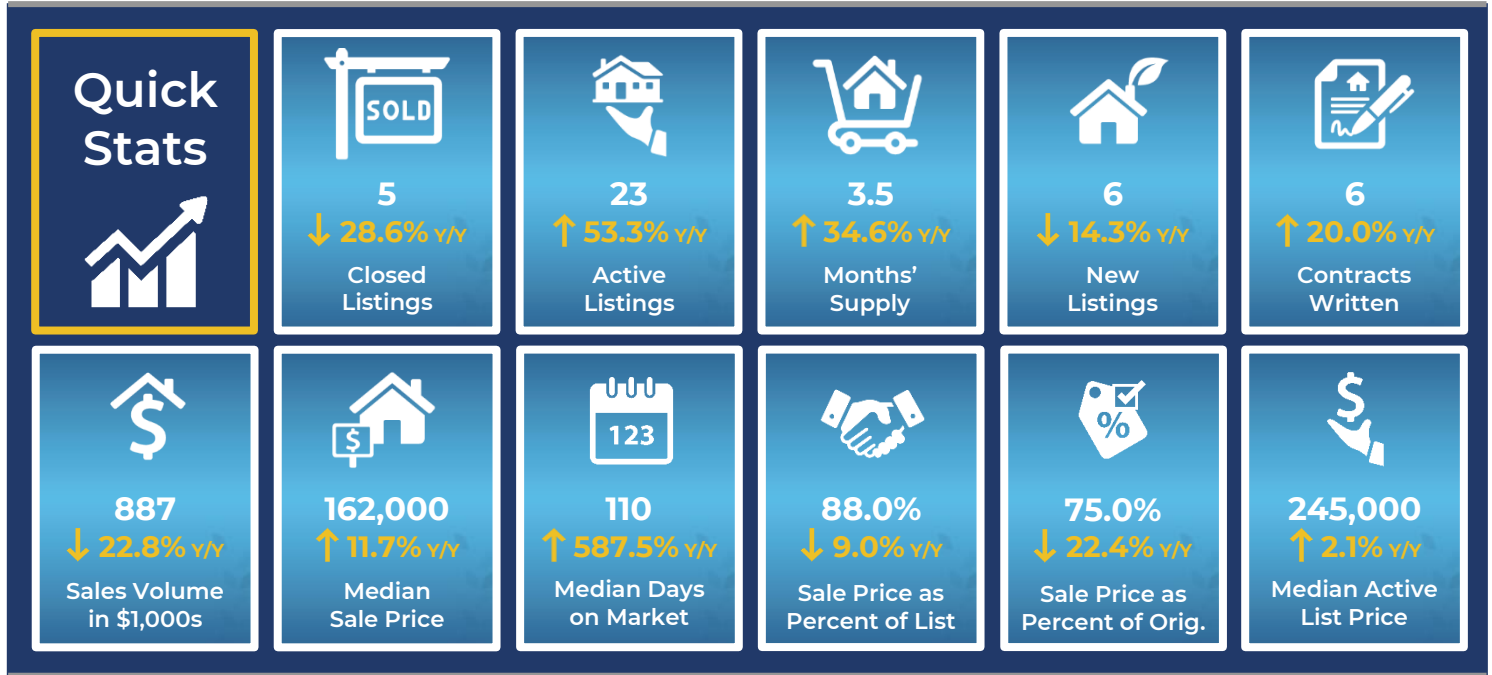 Quick
Stats
SOLD
5
↓ 28.6% Y/Y
Closed
Listings
23
↑ 53.3% Y/Y
Active
Listings
3.5
↑ 34.6% Y/Y
Months’
Supply
6
↓ 14.3% Y/Y
New
Listings
6
↑ 20.0% Y/Y
Contracts
Written
$
887
↓ 22.8% Y/Y
Sales Volume
in $1,000s
$
162,000
↑ 11.7% Y/Y
Median
Sale Price
123
110
↑ 587.5% Y/Y
Median Days
on Market
88.0%
↓ 9.0% Y/Y
Sale Price as
Percent of List
%
75.0%
↓ 22.4% Y/Y
Sale Price as
Percent of Orig.
$
245,000
↑ 2.1% Y/Y
Median Active
List Price